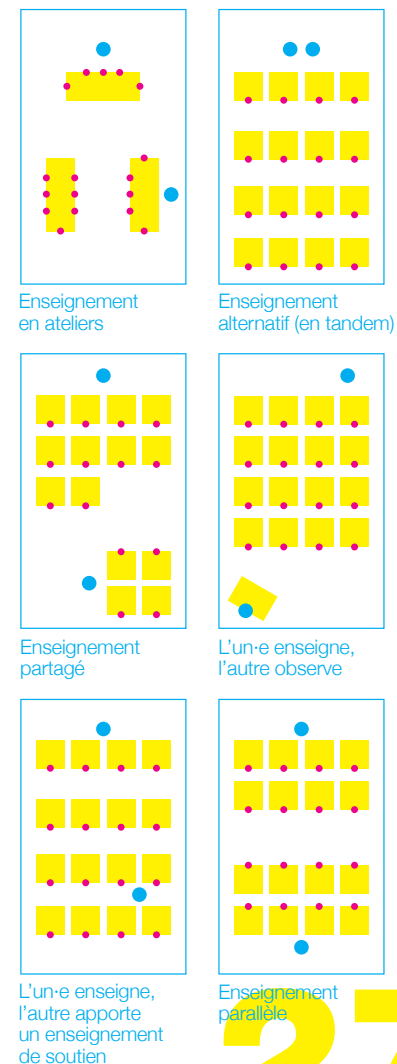 Enseignement
en ateliers
Enseignement
alternatif (en tandem)
Enseignement
partagé
L'un·e enseigne,
l'autre observe
L'un·e enseigne,
l'autre apporte
un enseignement
de soutien
Enseignement
parallèle
27